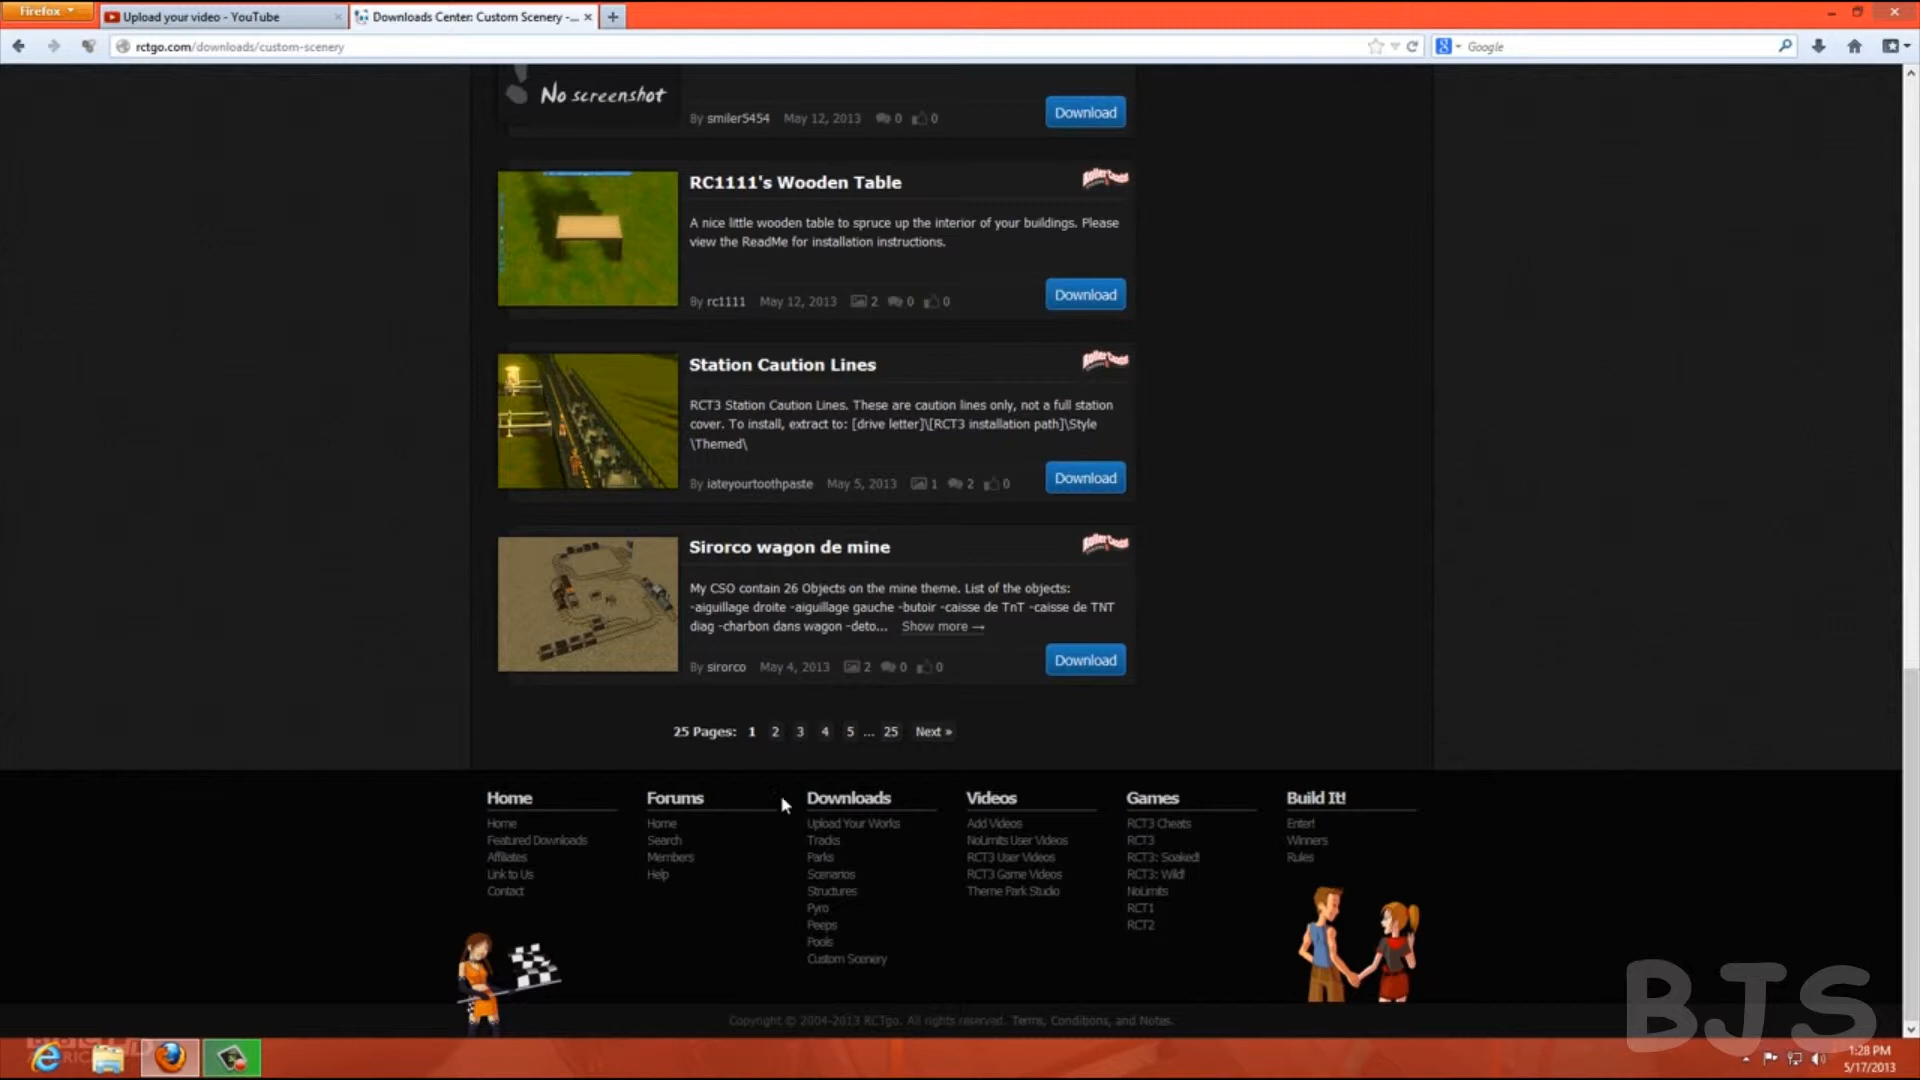 Firefox
Upload your video - YouTube
Downloads Center: Custom Scenery -...
rctgo.com/downloads/custom-scenery
Google
No screenshot
By smiler5454 May 12, 2013 0 0
Download
RC1111's Wooden Table
A nice little wooden table to spruce up the interior of your buildings. Please
view the ReadMe for installation instructions.
By rc1111 May 12, 2013 2 0 0
Download
Station Caution Lines
RCT3 Station Caution Lines. These are caution lines only, not a full station
cover. To install, extract to: [drive letter]\[RCT3 installation path]\Style
\Themed\
By iateyourtoothpaste May 5, 2013 1 2 0
Download
Sirorco wagon de mine
My CSO contain 26 Objects on the mine theme. List of the objects:
-aiguillage droite -aiguillage gauche -butoir -caisse de TnT -caisse de TNT
diag -charbon dans wagon -deto... Show more →
By sirorco May 4, 2013 2 0 0
Download
25 Pages: 1 2 3 4 5 ... 25 Next »
Home
Home
Featured Downloads
Affiliates
Link to Us
Contact
Forums
Home
Search
Members
Help
Downloads
Upload Your Works
Tracks
Parks
Scenarios
Structures
Pyro
Peeps
Pools
Custom Scenery
Videos
Add Videos
NoLimits User Videos
RCT3 User Videos
RCT3 Game Videos
Theme Park Studio
Games
RCT3 Cheats
RCT3
RCT3: Soaked!
RCT3: Wild!
NoLimits
RCT1
RCT2
Build It!
Enter!
Winners
Rules
Copyright © 2004-2013 RCTgo. All rights reserved. Terms, Conditions, and Notes.
BJS
1:28 PM
5/17/2013